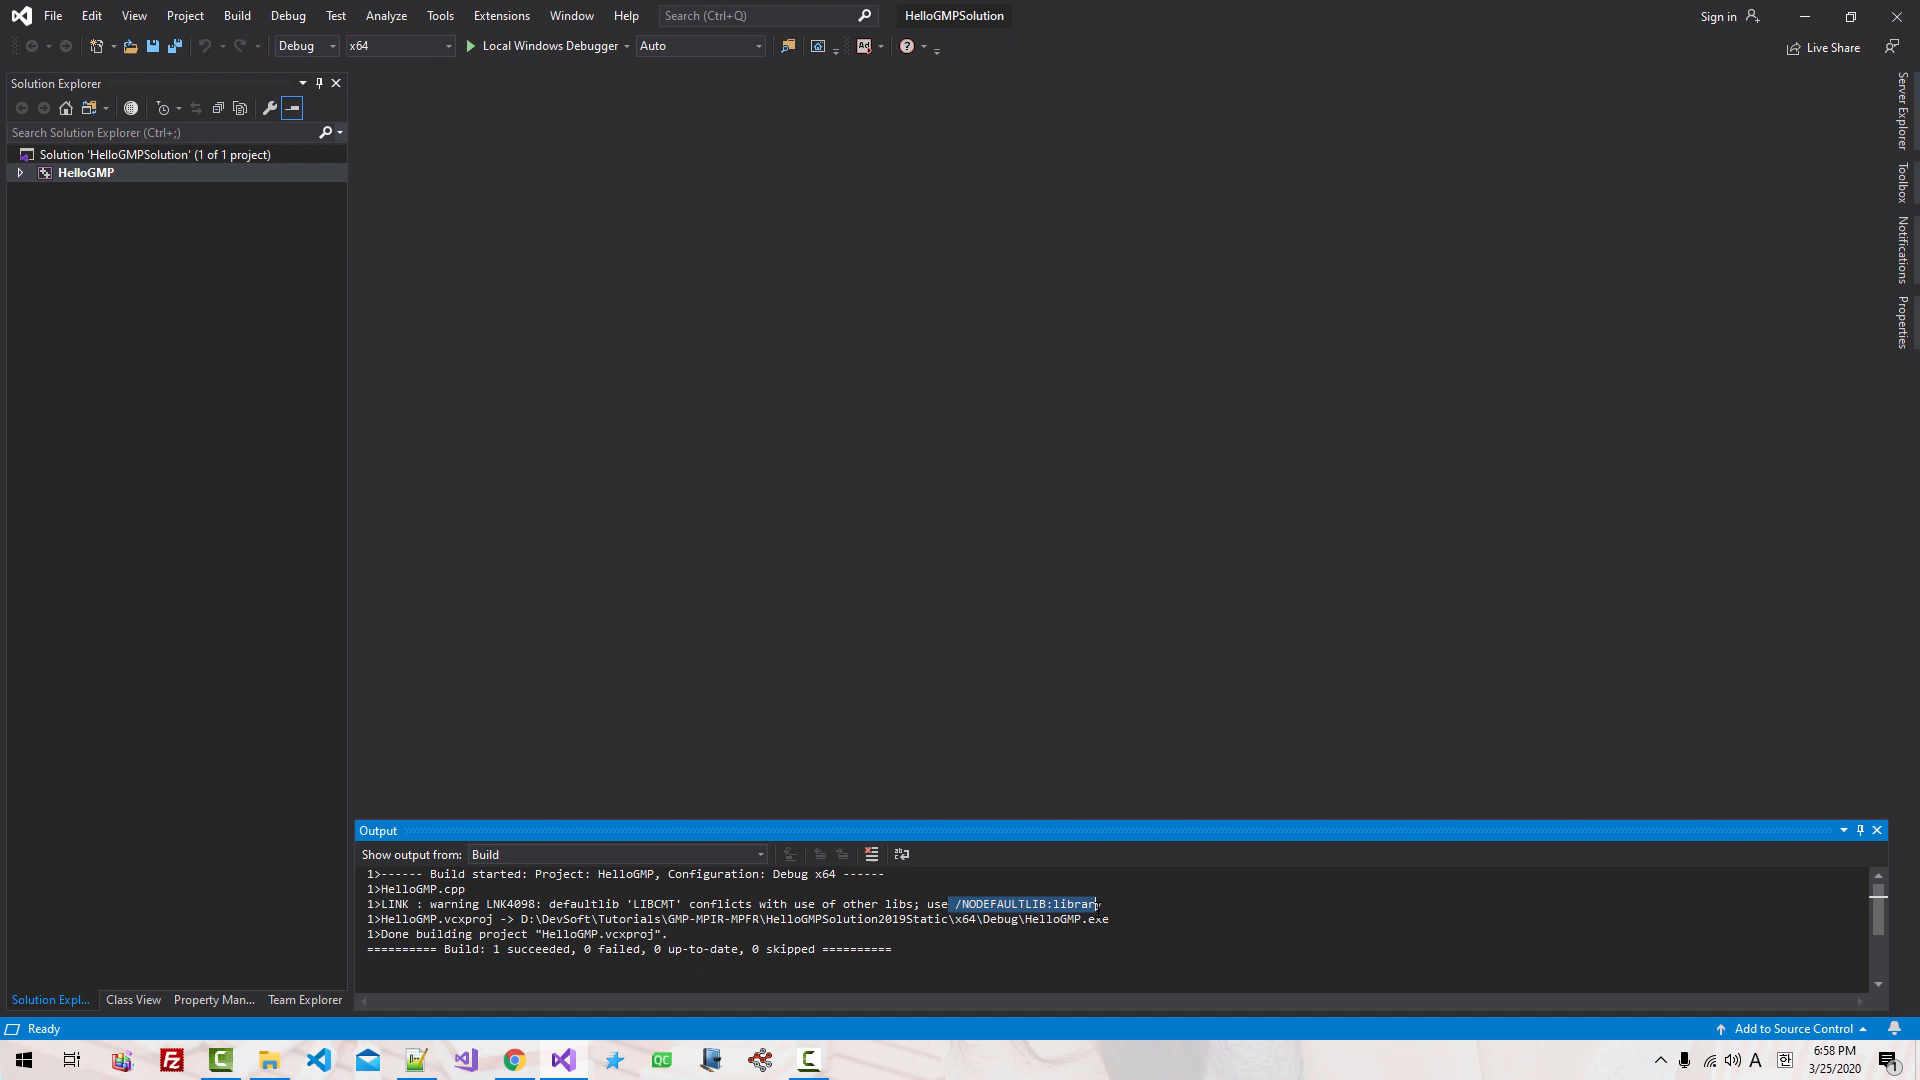 File Edit View Project Build Debug Test Analyze Tools Extensions Window Help Search (Ctrl+Q) HelloGMPSolution Sign in
Debug x64 Local Windows Debugger Auto Live Share
Solution Explorer
Search Solution Explorer (Ctrl+;)
Solution 'HelloGMPSolution' (1 of 1 project)
HelloGMP
Server Explorer
Toolbox
Notifications
Properties
Output
Show output from: Build
1>------ Build started: Project: HelloGMP, Configuration: Debug x64 ------
1>HelloGMP.cpp
1>LINK : warning LNK4098: defaultlib 'LIBCMT' conflicts with use of other libs; use /NODEFAULTLIB:library
1>HelloGMP.vcxproj -> D:\DevSoft\Tutorials\GMP-MPIR-MPFR\HelloGMPSolution2019Static\x64\Debug\HelloGMP.exe
1>Done building project "HelloGMP.vcxproj".
========== Build: 1 succeeded, 0 failed, 0 up-to-date, 0 skipped ==========
Solution Expl... Class View Property Man... Team Explorer
Ready Add to Source Control
A 한 6:58 PM
3/25/2020